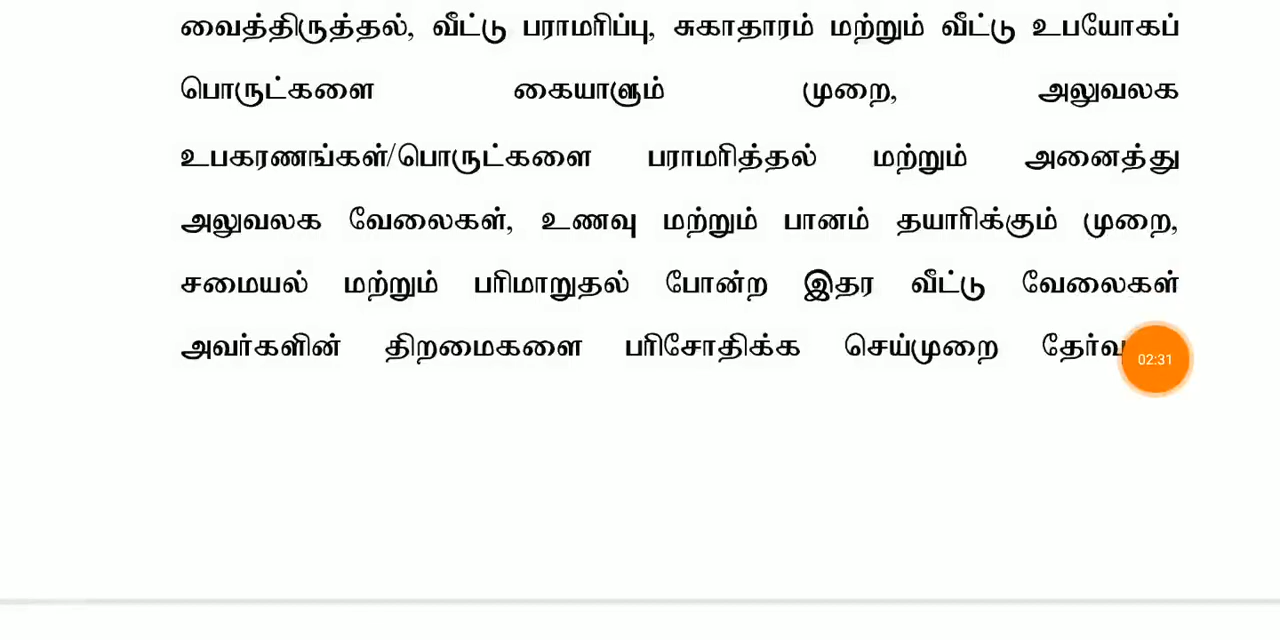 வைத்திருத்தல், வீட்டு பராமரிப்பு, சுகாதாரம் மற்றும் வீட்டு உபயோகப்
பொருட்களை கையாளும் முறை, அலுவலக
உபகரணங்கள்/பொருட்களை பராமரித்தல் மற்றும் அனைத்து
அலுவலக வேலைகள், உணவு மற்றும் பானம் தயாரிக்கும் முறை,
சமையல் மற்றும் பரிமாறுதல் போன்ற இதர வீட்டு வேலைகள்
அவர்களின் திறமைகளை பரிசோதிக்க செய்முறை
02:31